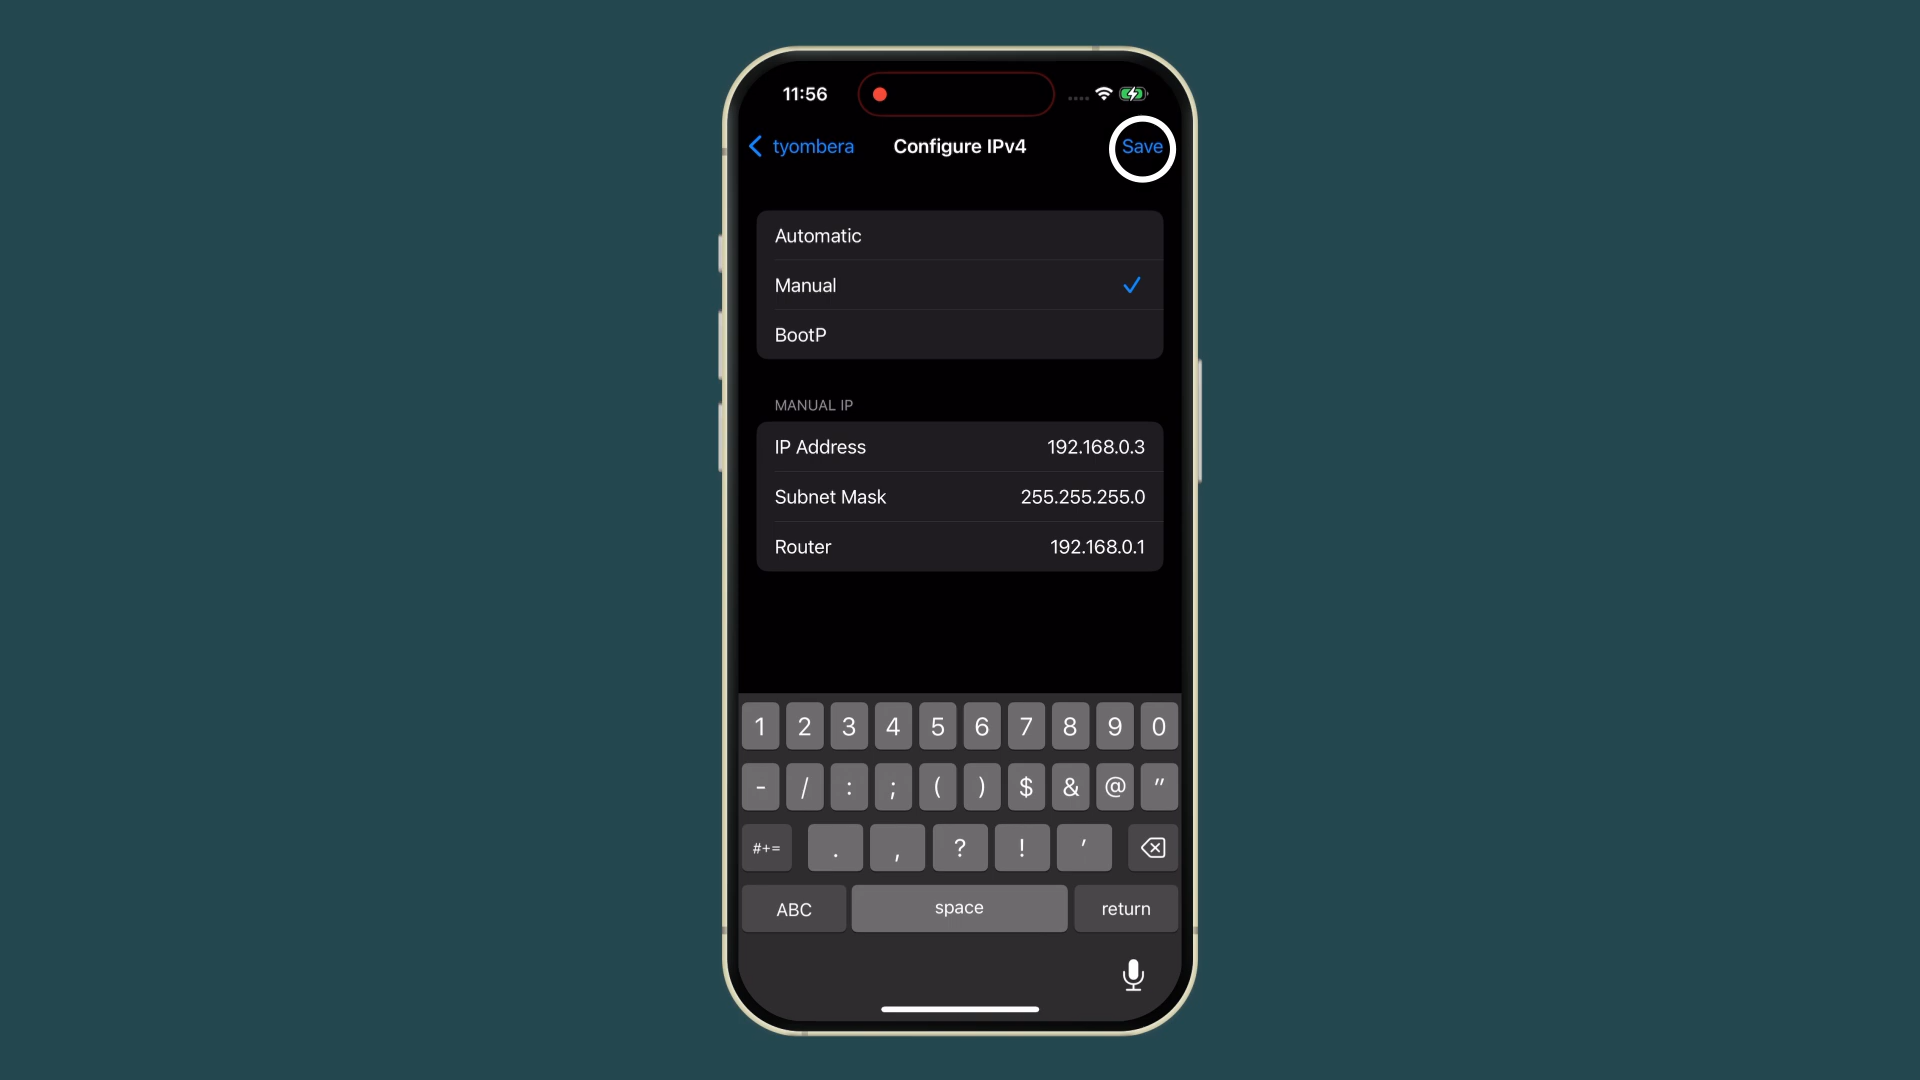 11:56
tyombera Configure IPv4 Save
Automatic
Manual
BootP
MANUAL IP
IP Address 192.168.0.3
Subnet Mask 255.255.255.0
Router 192.168.0.1
1 2 3 4 5 6 7 8 9 0
- / : ; ( ) $ & @ "
#+= . , ? ! '
ABC space return